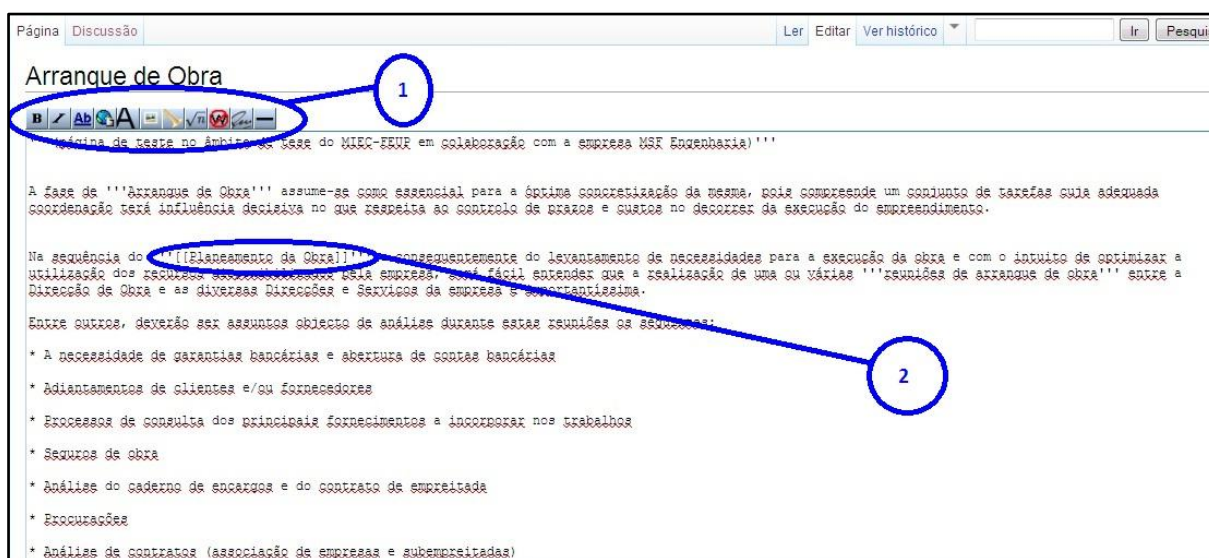 Página Discussão Ler Editar Ver histórico Ir Pesqui
Arranque de Obra
1
B I Ab A √n W
página de teste no âmbito da tese do MIEC-FEUP em colaboração com a empresa MSF Engenharia)'''
A fase de '''Arranque de Obra''' assume-se como essencial para a óptima concretização da mesma, pois compreende um conjunto de tarefas cuja adequada
coordenação terá influência decisiva no que respeita ao controlo de prazos e custos no decorrer da execução do empreendimento.
Na sequência do '''[[Planeamento da Obra]]''' consequentemente do levantamento de necessidades para a execução da obra e com o intuito de optimizar a
utilização dos recursos disponibilizados pela empresa, será fácil entender que a realização de uma ou várias '''reuniões de arranque de obra''' entre a
Direcção de Obra e as diversas Direcções e Serviços da empresa é importantíssima.
Entre outros, deverão ser assuntos objecto de análise durante estas reuniões os seguintes:
* A necessidade de garantias bancárias e abertura de contas bancárias
2
* Adiantamentos de clientes e/ou fornecedores
* Processos de consulta dos principais fornecimentos a incorporar nos trabalhos
* Seguros de obra
* Análise do caderno de encargos e do contrato de empreitada
* Procurações
* Análise de contratos (associação de empresas e subempreitadas)